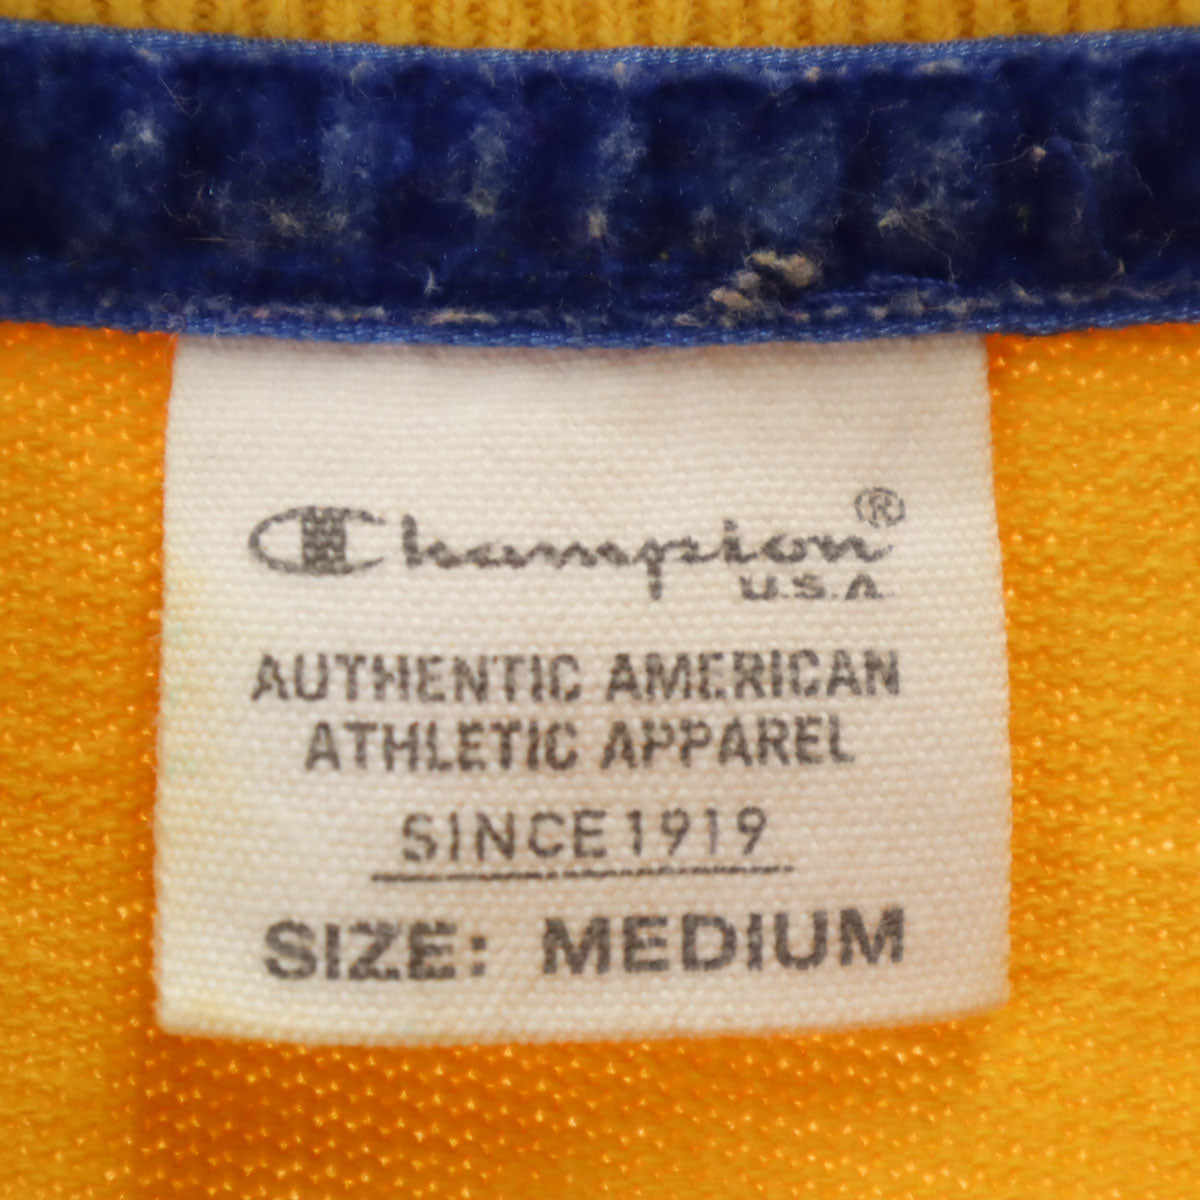 Champion®
U.S.A.
AUTHENTIC AMERICAN
ATHLETIC APPAREL
SINCE 1919
SIZE: MEDIUM